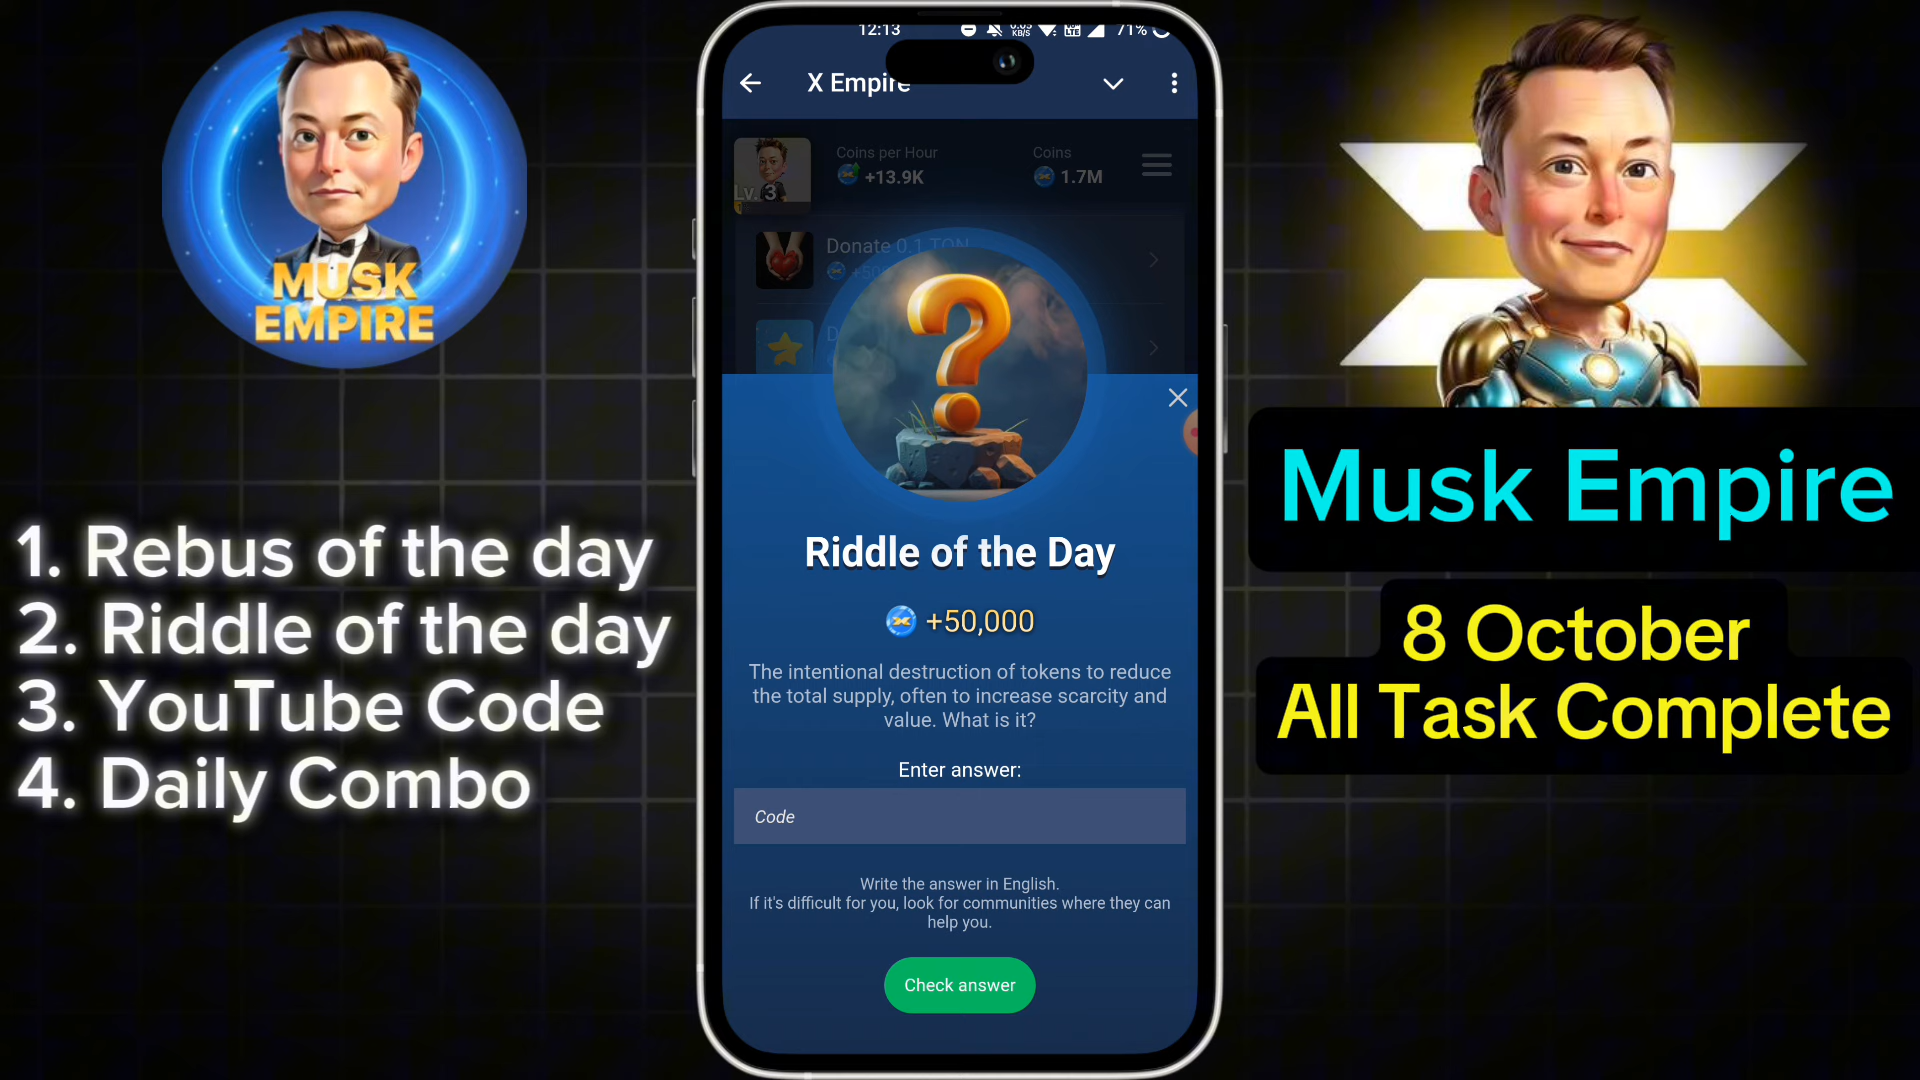 MUSK
EMPIRE
1. Rebus of the day
2. Riddle of the day
3. YouTube Code
4. Daily Combo
12:13
KB/S
LTE
71%
X Empire
Lv. 3
Coins per Hour
+13.9K
Coins
1.7M
Donate 0.1 TON
Riddle of the Day
+50,000
The intentional destruction of tokens to reduce
the total supply, often to increase scarcity and
value. What is it?
Enter answer:
Code
Write the answer in English.
If it's difficult for you, look for communities where they can
help you.
Check answer
Musk Empire
8 October
All Task Complete